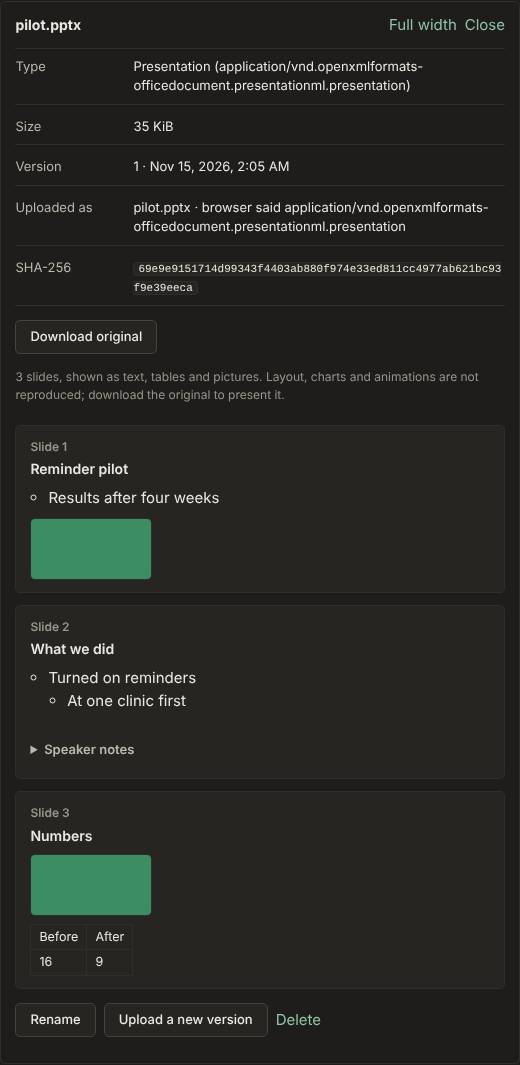 pilot.pptx Full width Close
Type Presentation (application/vnd.openxmlformats-
officedocument.presentationml.presentation)
Size 35 KiB
Version 1 · Nov 15, 2026, 2:05 AM
Uploaded as pilot.pptx · browser said application/vnd.openxmlformats-
officedocument.presentationml.presentation
SHA-256 69e9e9151714d99343f4403ab880f974e33ed811cc4977ab621bc93
f9e39eeca
Download original
3 slides, shown as text, tables and pictures. Layout, charts and animations are not
reproduced; download the original to present it.
Slide 1
Reminder pilot
Results after four weeks
Slide 2
What we did
Turned on reminders
At one clinic first
Speaker notes
Slide 3
Numbers
Before After
16 9
Rename Upload a new version Delete